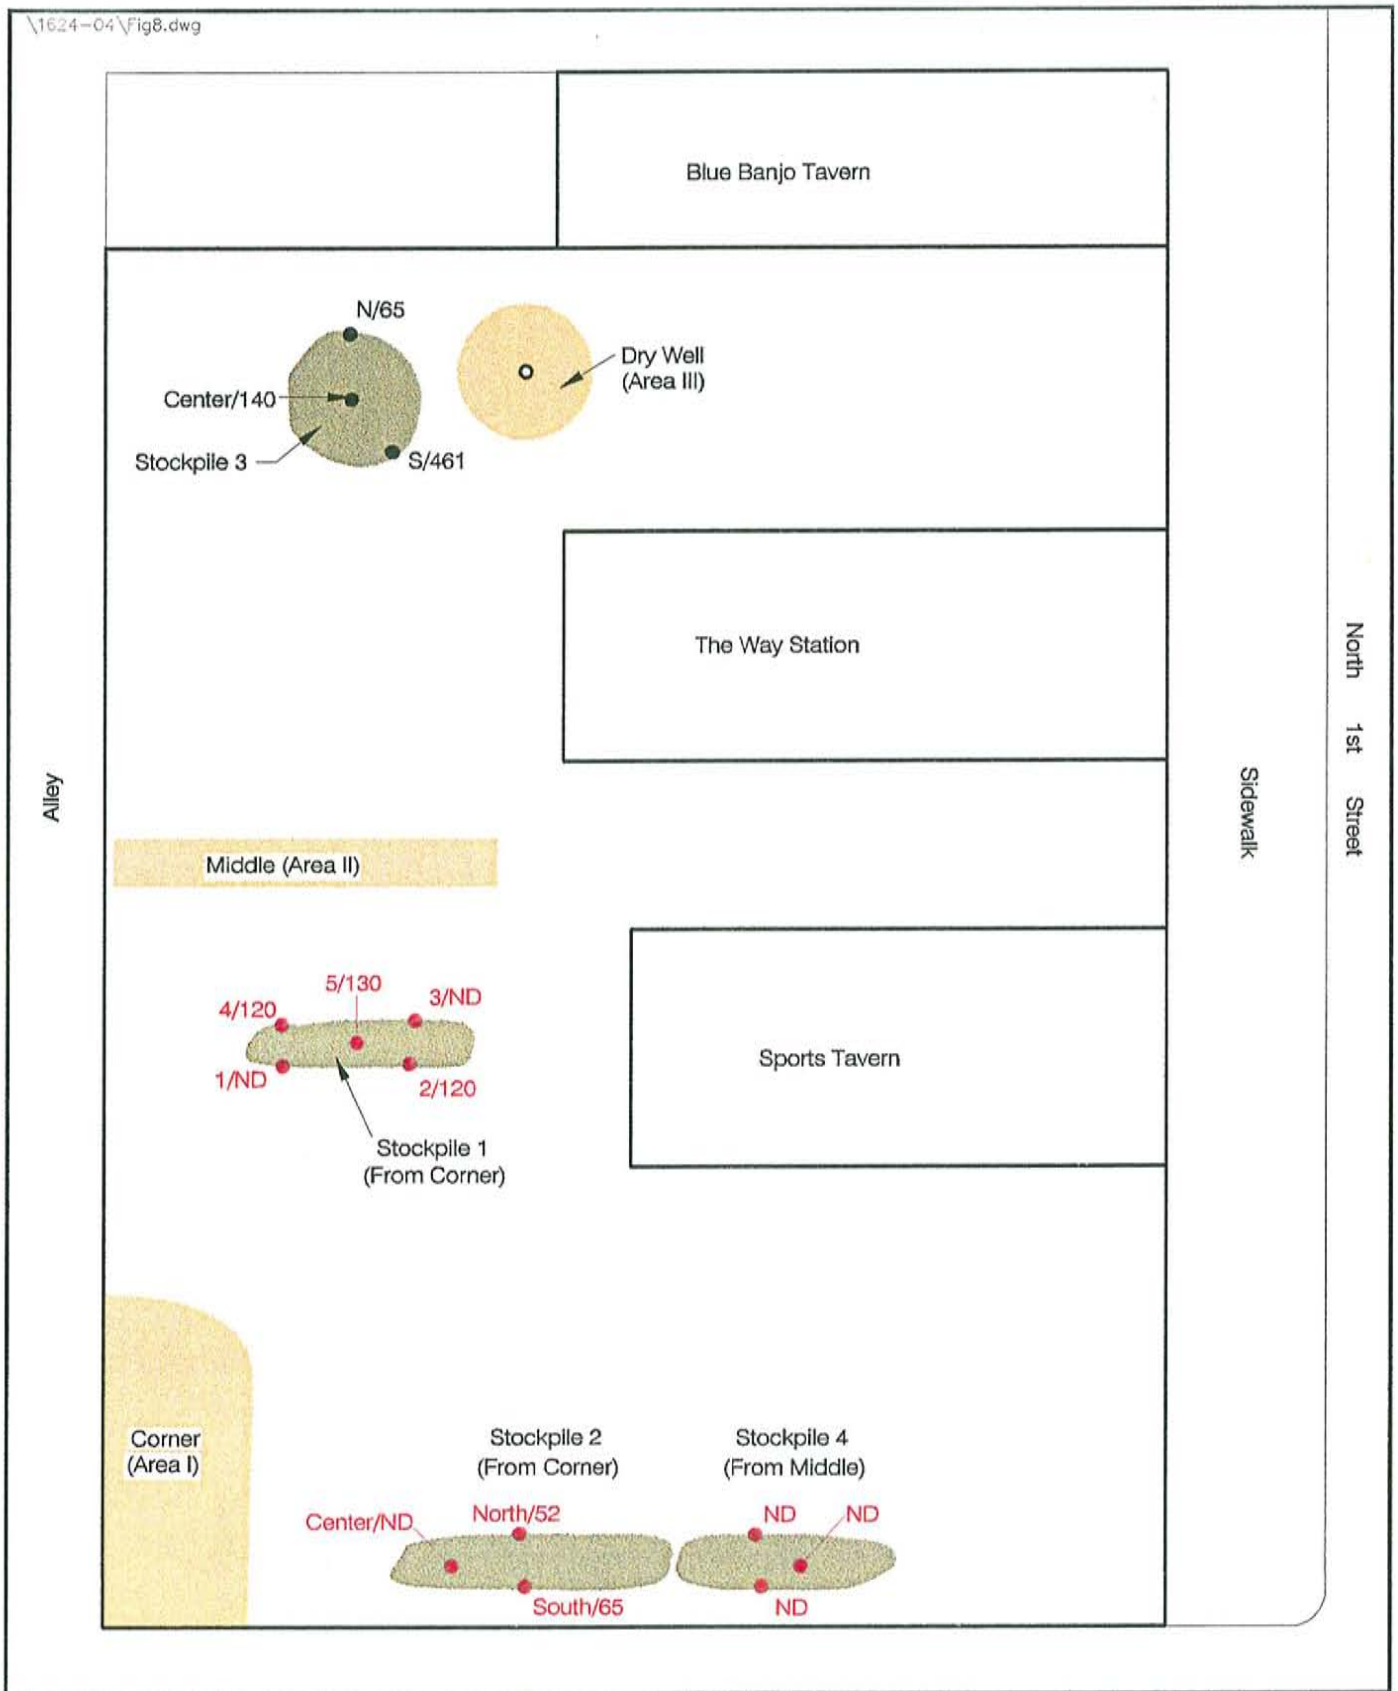 \1624-04\Fig8.dwg
Blue Banjo Tavern
N/65
Dry Well
(Area III)
Center/140
Stockpile 3
S/461
The Way Station
North 1st Street
Sidewalk
Alley
Middle (Area II)
5/130
3/ND
4/120
1/ND
2/120
Sports Tavern
Stockpile 1
(From Corner)
Corner
(Area I)
Stockpile 2
(From Corner)
Stockpile 4
(From Middle)
Center/ND
North/52
ND
ND
South/65
ND